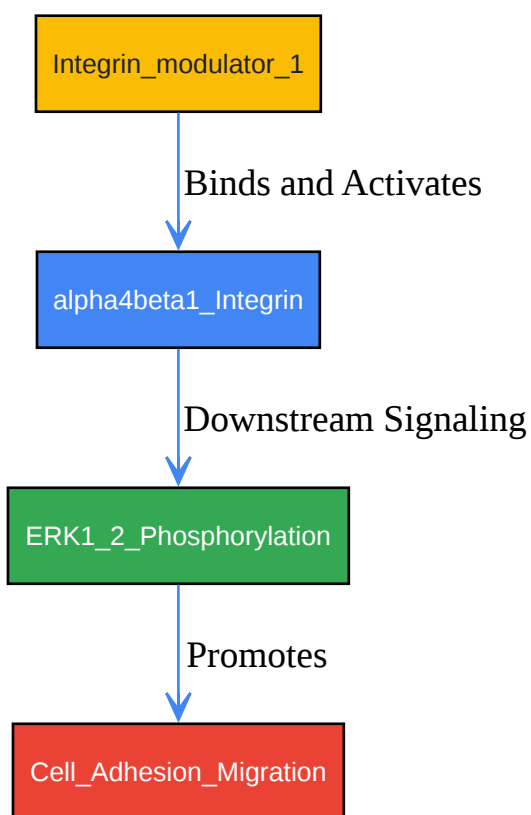 Integrin_modulator_1
Binds and Activates
alpha4beta1_Integrin
Downstream Signaling
ERK1_2_Phosphorylation
Promotes
Cell_Adhesion_Migration